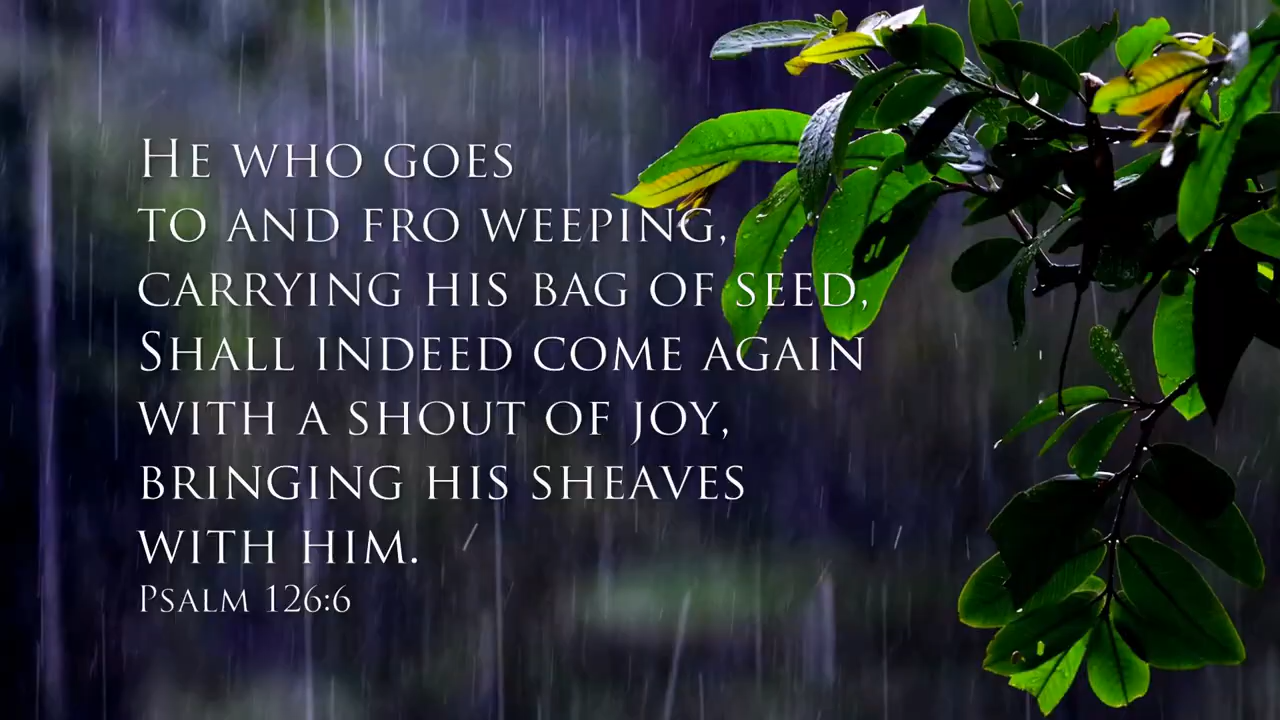 He who goes
to and fro weeping,
carrying his bag of seed,
Shall indeed come again
with a shout of joy,
bringing his sheaves
with him.
Psalm 126:6